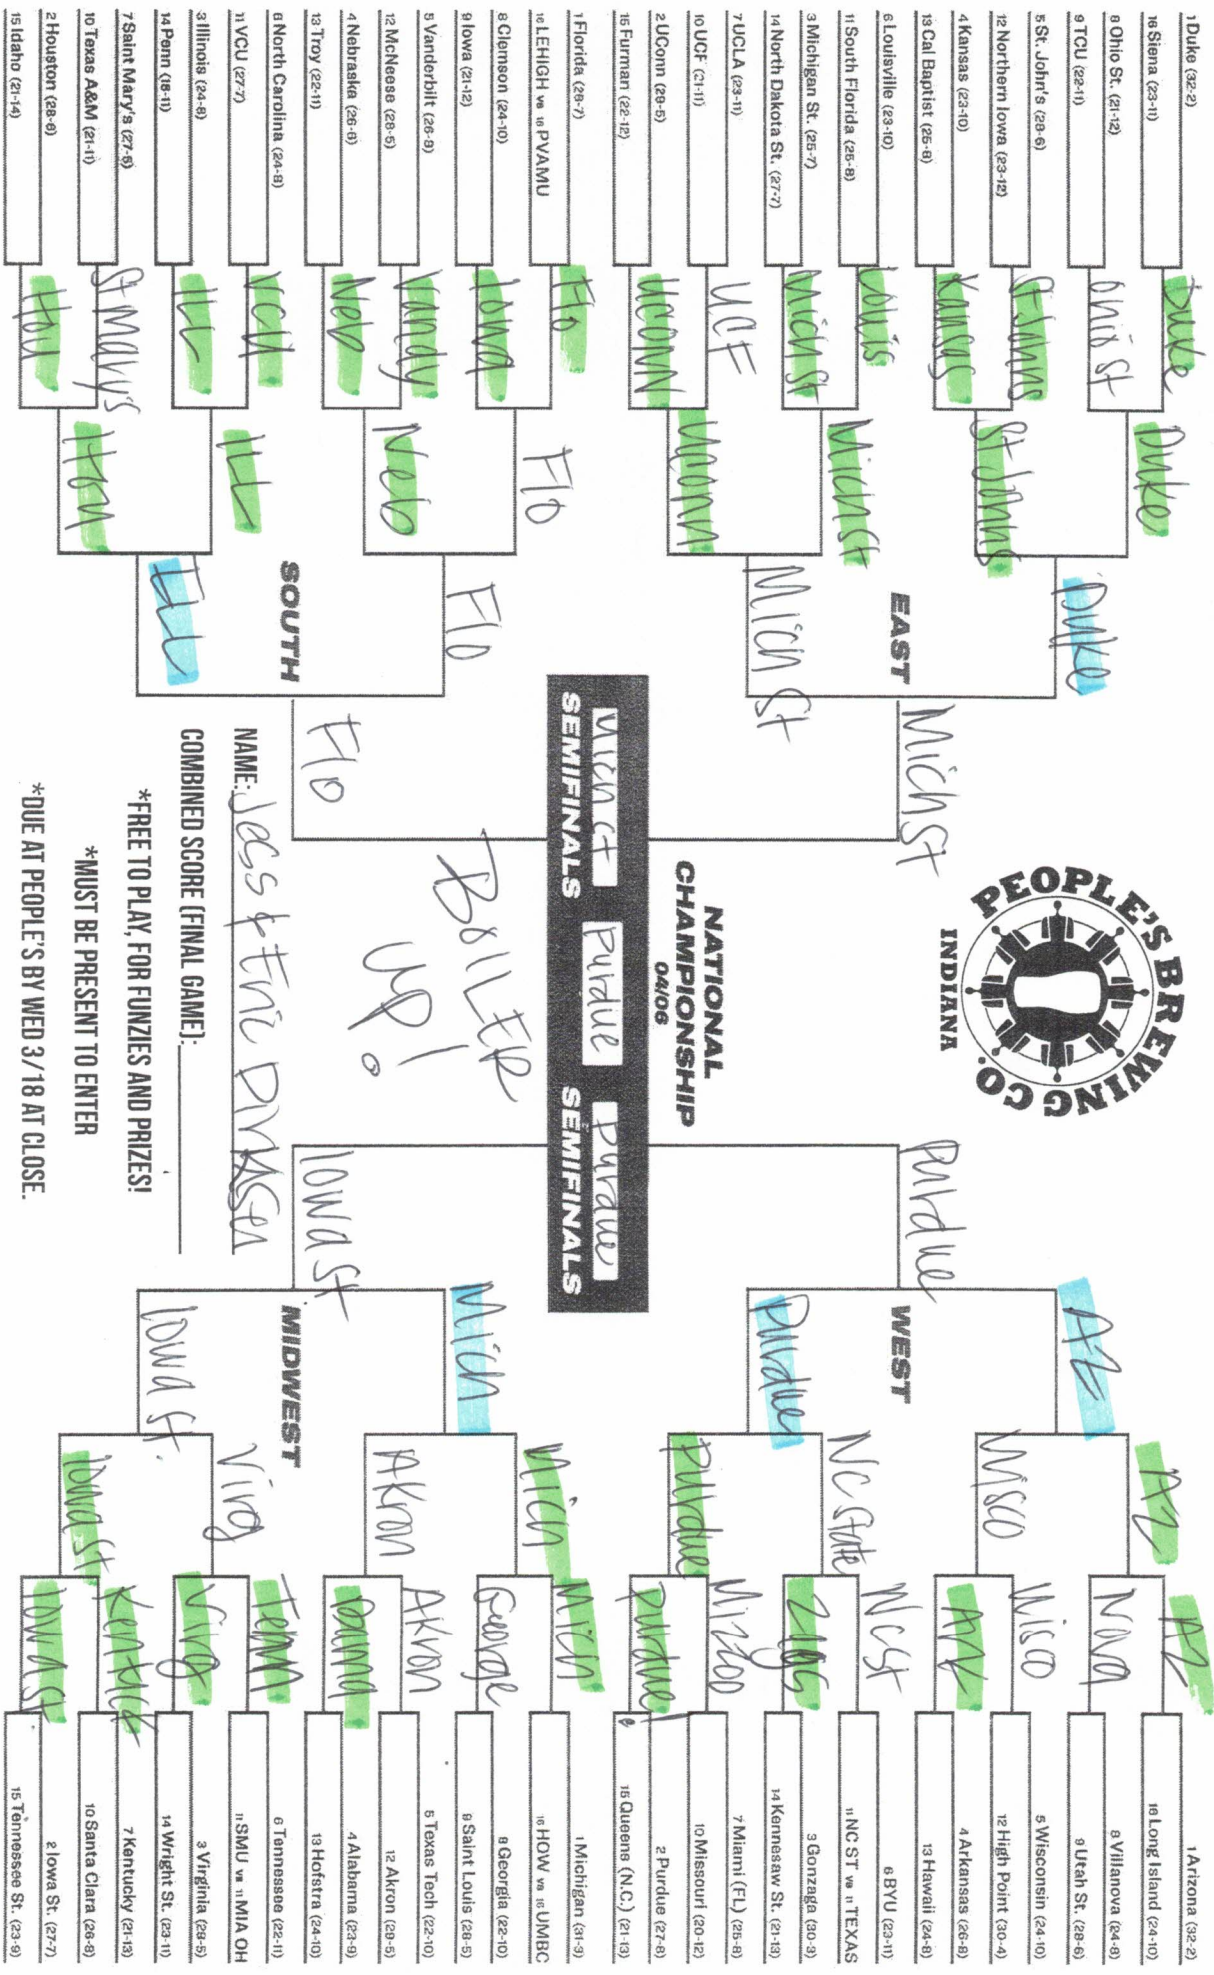 1 Duke (32-2)
16 Siena (23-11)
8 Ohio St. (21-12)
9 TCU (22-11)
5 St. John's (28-6)
12 Northern Iowa (23-12)
4 Kansas (23-10)
13 Cal Baptist (25-8)
6 Louisville (23-10)
11 South Florida (25-8)
3 Michigan St. (25-7)
14 North Dakota St. (27-7)
7 UCLA (23-11)
10 UCF (21-11)
2 UConn (29-5)
15 Furman (22-12)
1 Florida (26-7)
16 LEHIGH vs 16 PVAMU
8 Clemson (24-10)
9 Iowa (21-12)
5 Vanderbilt (26-8)
12 McNeese (28-5)
4 Nebraska (26-6)
13 Troy (22-11)
6 North Carolina (24-8)
11 VCU (27-7)
3 Illinois (24-8)
14 Penn (18-11)
7 Saint Mary's (27-5)
10 Texas A&M (21-11)
2 Houston (28-6)
15 Idaho (21-14)
Duke
Ohio St
St Johns
Kansas
Louis
Mich St
UCF
UCONN
Flo
Iowa
Vandy
Neb
VCU
ILL
St Mary's
Hou
Duke
St Johns
Mich St
Uconn
Flo
Neb
ILL
Hou
EAST
Duke
Mich St
SOUTH
Flo
ILL
Mich St
Flo
PEOPLE'S BREWING CO.
INDIANA
NATIONAL
CHAMPIONSHIP
04/06
Mich St
SEMIFINALS
Purdue
Purdue
SEMIFINALS
BOILER
UP!
NAME: Jess & Eric
COMBINED SCORE (FINAL GAME):
*FREE TO PLAY, FOR FUNZIES AND PRIZES!
*MUST BE PRESENT TO ENTER
*DUE AT PEOPLE'S BY WED 3/18 AT CLOSE.
Purdue
Iowa St
WEST
AZ
Purdue
MIDWEST
Mich
Iowa St.
AZ
Wisco
NC State
Purdue
Mich
Akron
Virg
Iowa St
AZ
Nova
Wisco
Ark
NCSt
Zags
Mizzoo
Purdue!
Mich
George
AKron
Bama
Tenn
Virg
Kentuck
Iowa St.
1 Arizona (32-2)
16 Long Island (24-10)
8 Villanova (24-8)
9 Utah St. (28-6)
5 Wisconsin (24-10)
12 High Point (30-4)
4 Arkansas (26-8)
13 Hawaii (24-8)
6 BYU (23-11)
11 NC ST vs 11 TEXAS
3 Gonzaga (30-3)
14 Kennesaw St. (21-13)
7 Miami (FL) (25-8)
10 Missouri (20-12)
2 Purdue (27-8)
15 Queens (N.C.) (21-13)
1 Michigan (31-3)
16 HOW vs 16 UMBC
8 Georgia (22-10)
9 Saint Louis (28-5)
5 Texas Tech (22-10)
12 Akron (29-5)
4 Alabama (23-9)
13 Hofstra (24-10)
6 Tennessee (22-11)
11 SMU vs 11 MIA OH
3 Virginia (29-5)
14 Wright St. (23-11)
7 Kentucky (21-13)
10 Santa Clara (26-8)
2 Iowa St. (27-7)
15 Tennessee St. (23-9)